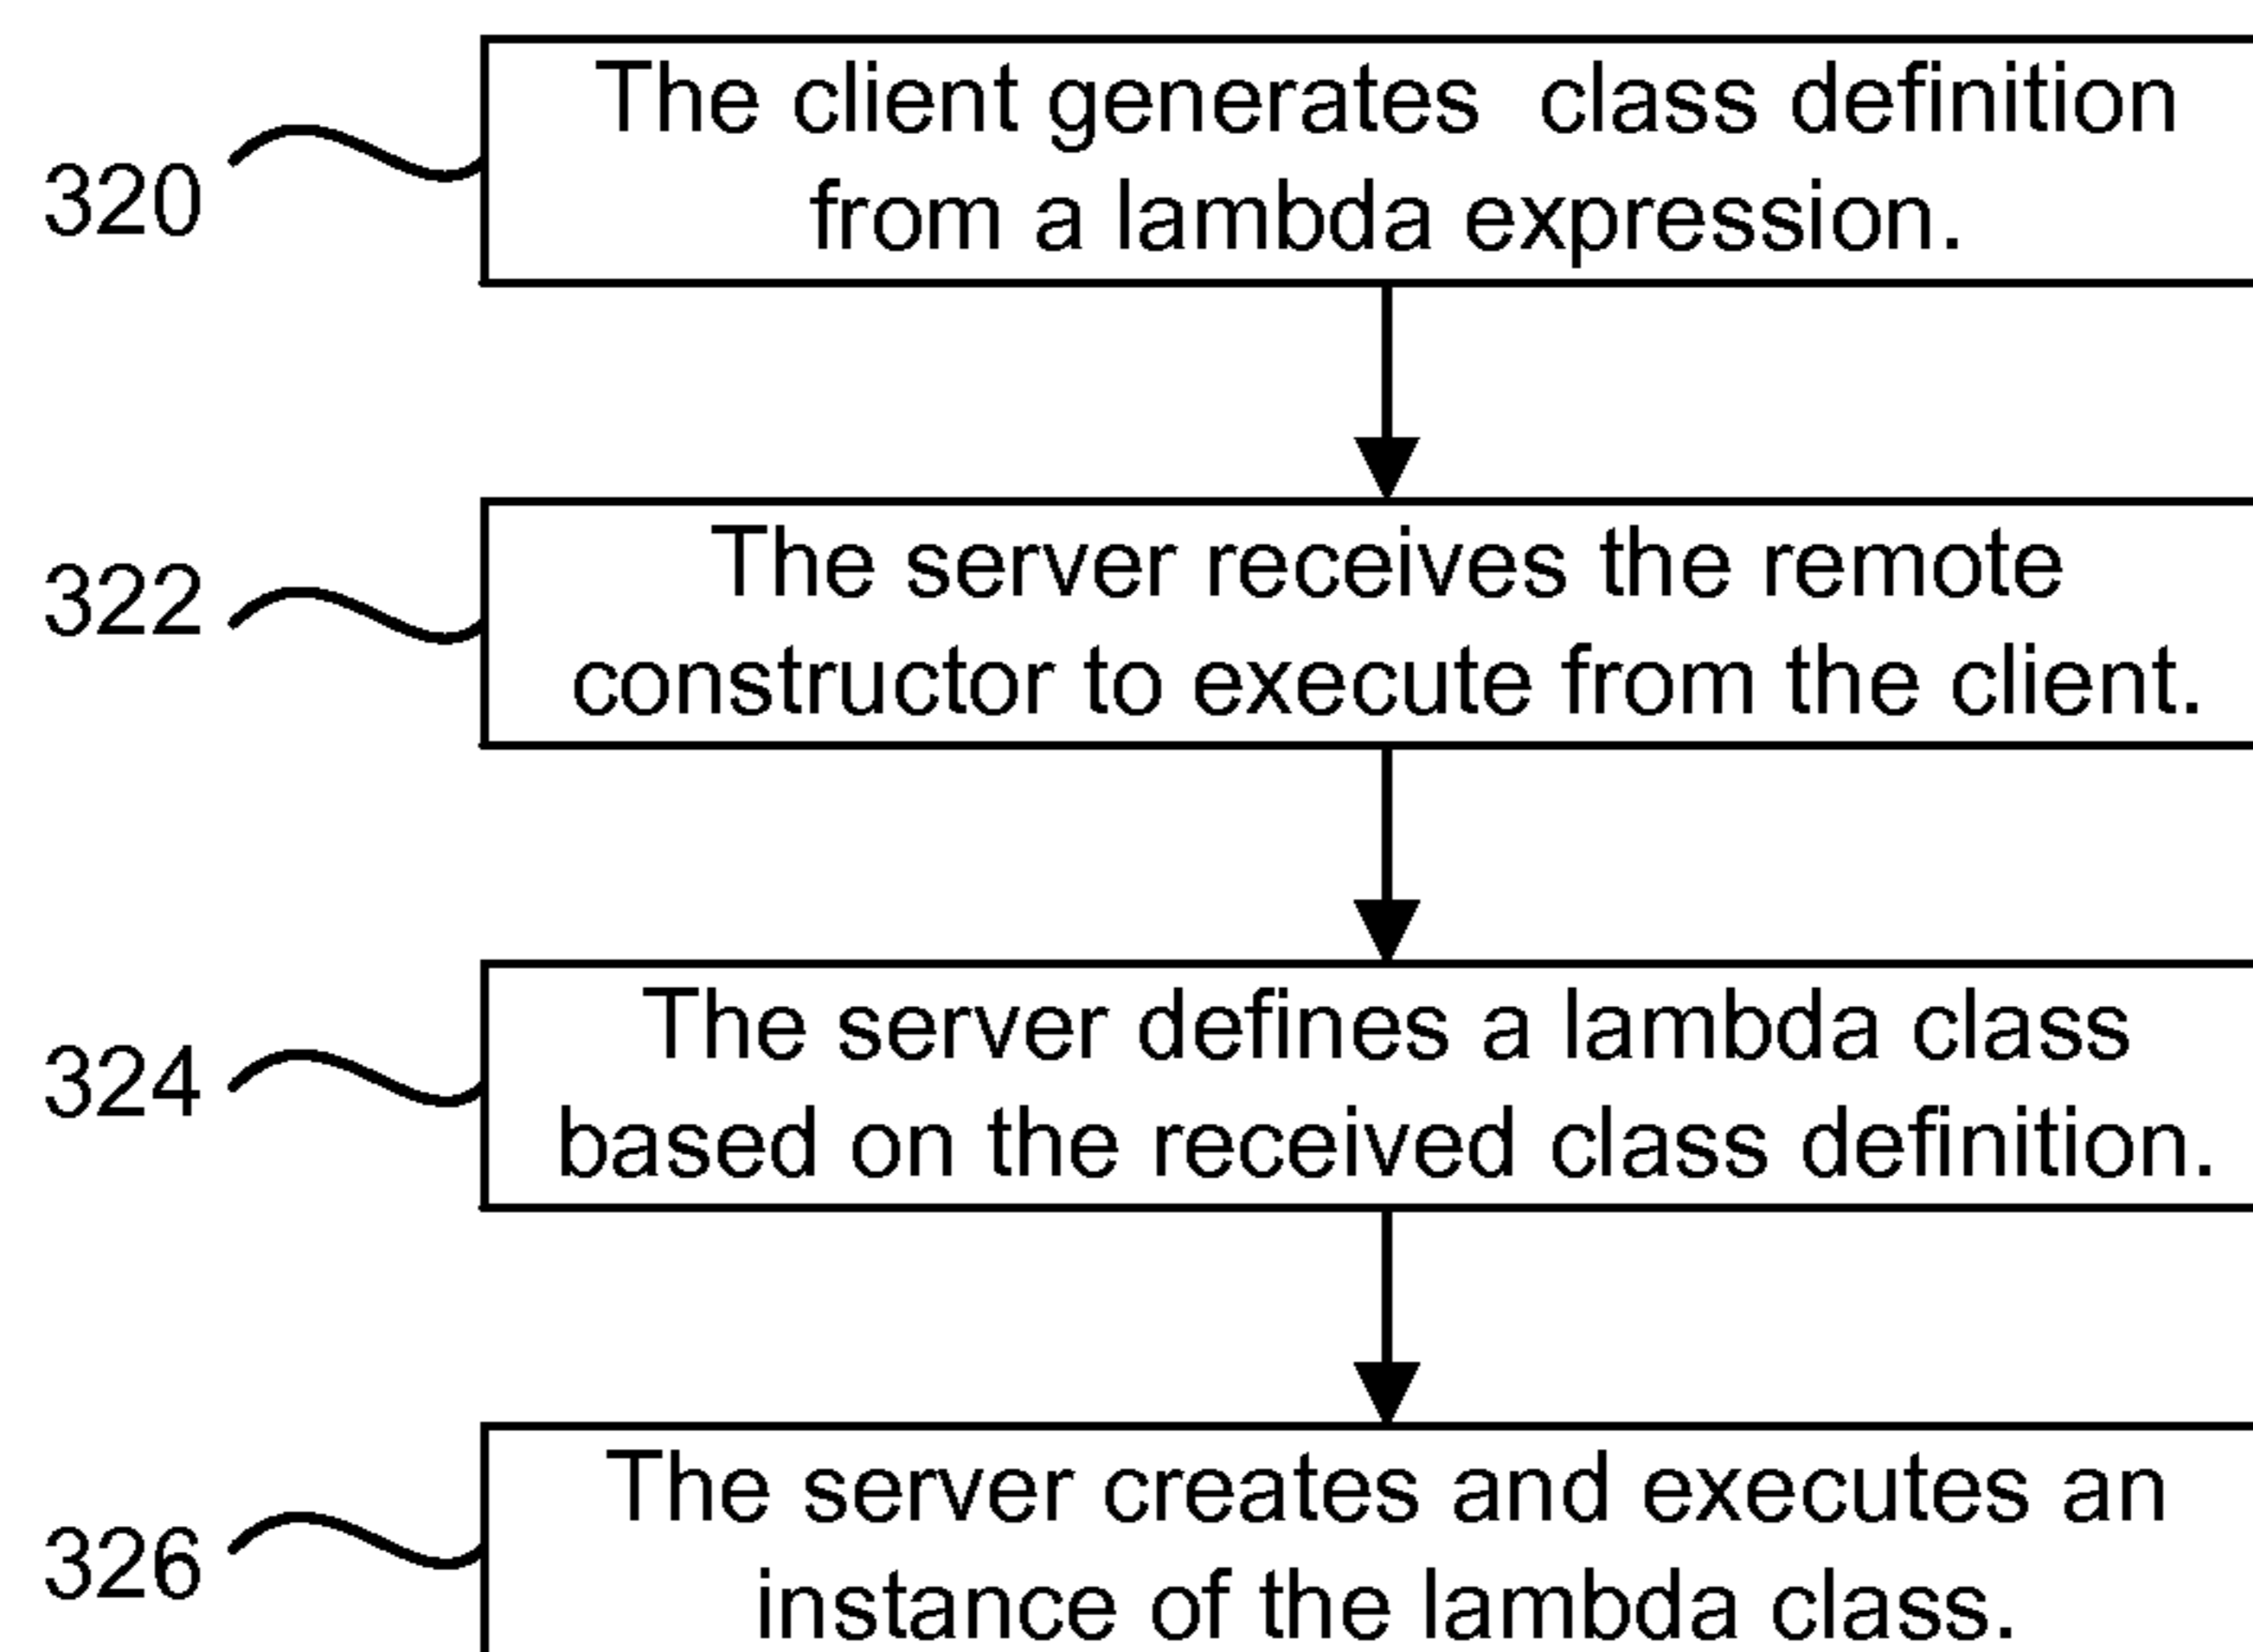 The client generates class definition
from a lambda expression.
320
The server receives the remote
constructor to execute from the client.
322
The server defines a lambda class
based on the received class definition.
324
The server creates and executes an
instance of the lambda class.
326